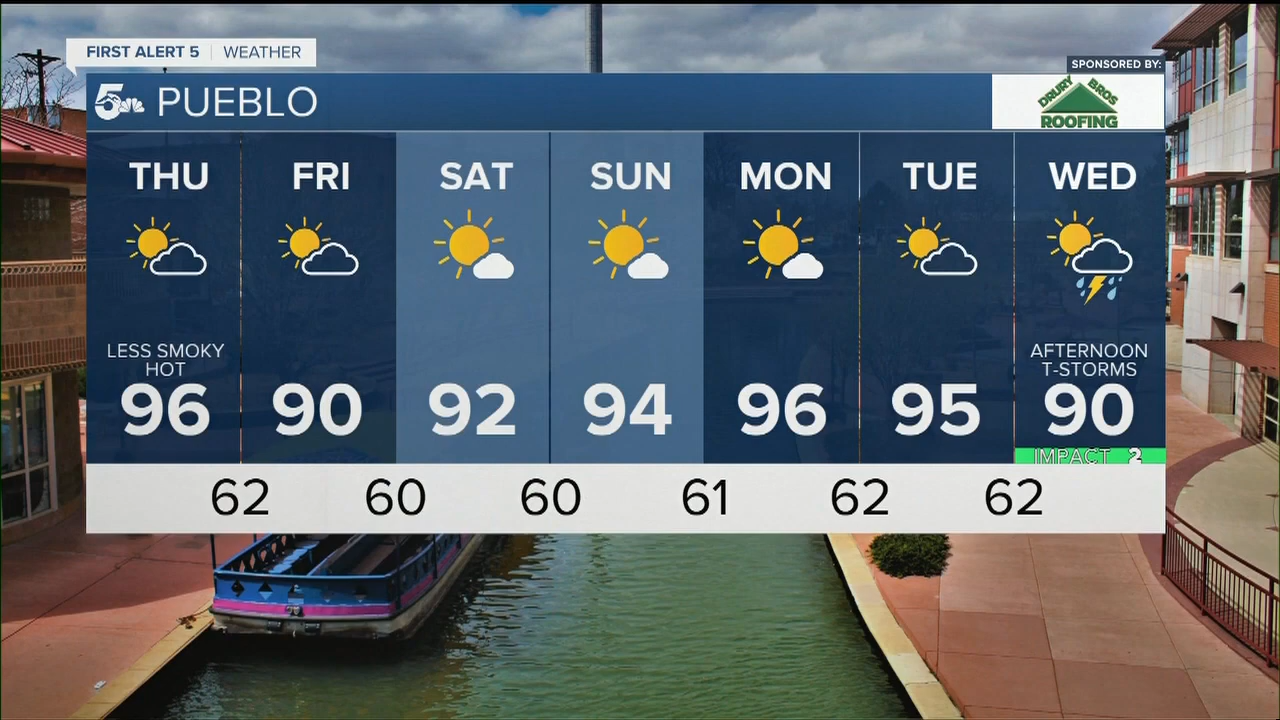 FIRST ALERT 5 | WEATHER
SPONSORED BY:
5 PUEBLO
DRURY BROS
ROOFING
THU FRI SAT SUN MON TUE WED
LESS SMOKY AFTERNOON
HOT T-STORMS
96 90 92 94 96 95 90
IMPACT 2
62 60 60 61 62 62